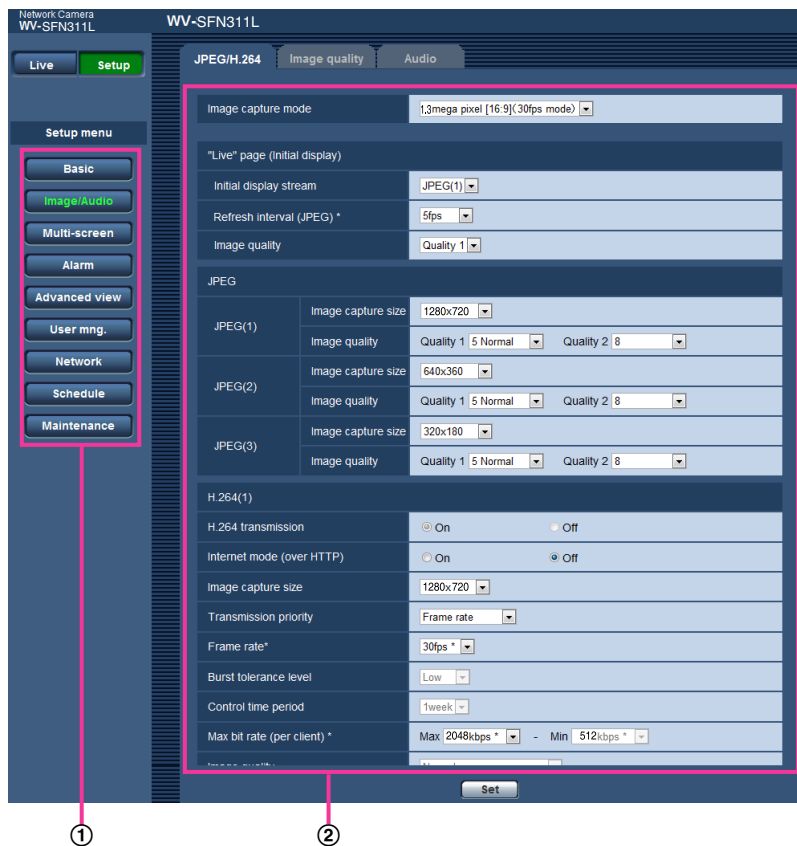 Network Camera
WV-SFN311L
WV-SFN311L
Live Setup
JPEG/H.264 Image quality Audio
Setup menu
Basic
Image/Audio
Multi-screen
Alarm
Advanced view
User mng.
Network
Schedule
Maintenance
Image capture mode 1.3mega pixel [16:9](30fps mode)
"Live" page (Initial display)
Initial display stream JPEG(1)
Refresh interval (JPEG) * 5fps
Image quality Quality 1
JPEG
JPEG(1)
Image capture size 1280x720
Image quality Quality 1 5 Normal Quality 2 8
JPEG(2)
Image capture size 640x360
Image quality Quality 1 5 Normal Quality 2 8
JPEG(3)
Image capture size 320x180
Image quality Quality 1 5 Normal Quality 2 8
H.264(1)
H.264 transmission On Off
Internet mode (over HTTP) On Off
Image capture size 1280x720
Transmission priority Frame rate
Frame rate* 30fps *
Burst tolerance level Low
Control time period 1week
Max bit rate (per client) * Max 2048kbps * - Min 512kbps *
Set
① ②